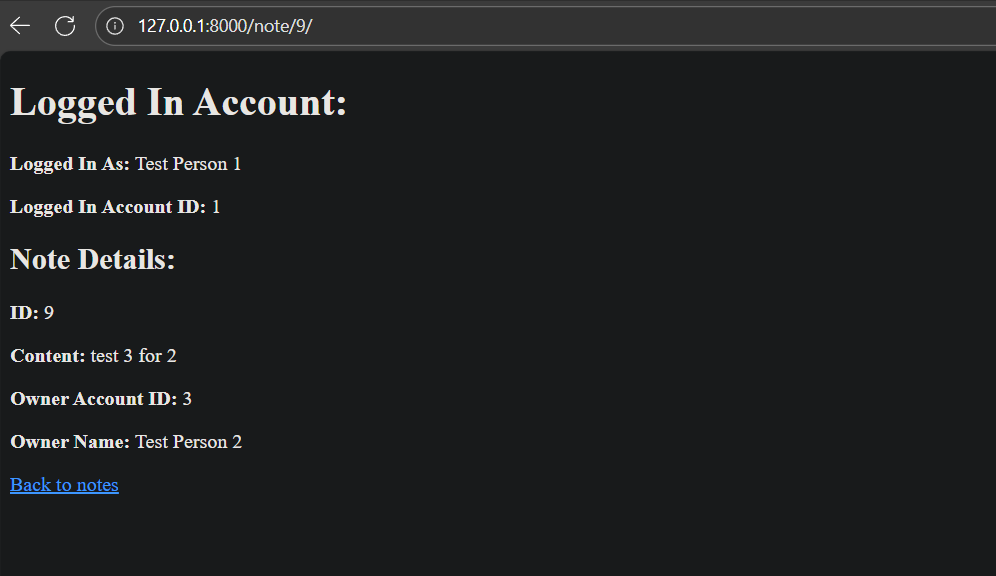 127.0.0.1:8000/note/9/
Logged In Account:
Logged In As: Test Person 1
Logged In Account ID: 1
Note Details:
ID: 9
Content: test 3 for 2
Owner Account ID: 3
Owner Name: Test Person 2
Back to notes